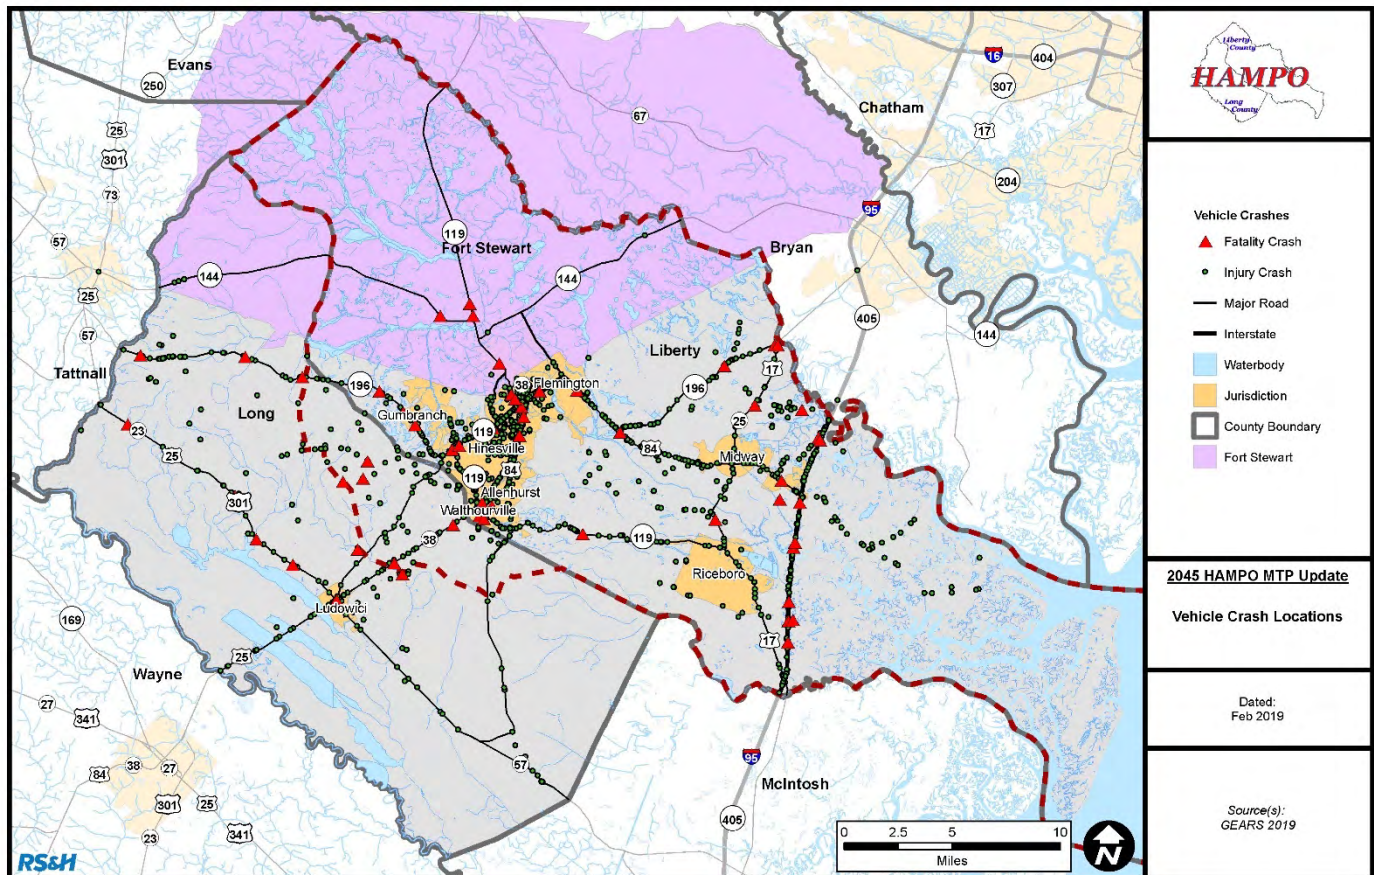 Evans
250
25
301
73
57
25
57
Tattnall
16
404
307
Chatham
17
67
204
95
Bryan
119
Fort Stewart
144
144
405
144
Liberty
17
196
38
Flemington
196
Long
Gumbranch
25
23
25
119
Hinesville
84
Midway
84
119
Allenhurst
Walthourville
301
38
119
Riceboro
Ludowici
17
169
25
Wayne
27
341
84
38
27
301
25
23
341
57
95
McIntosh
405
0 2.5 5 10
Miles
N
RS&H
Liberty
County
HAMPO
Long
County
Vehicle Crashes
Fatality Crash
Injury Crash
Major Road
Interstate
Waterbody
Jurisdiction
County Boundary
Fort Stewart
2045 HAMPO MTP Update
Vehicle Crash Locations
Dated:
Feb 2019
Source(s):
GEARS 2019